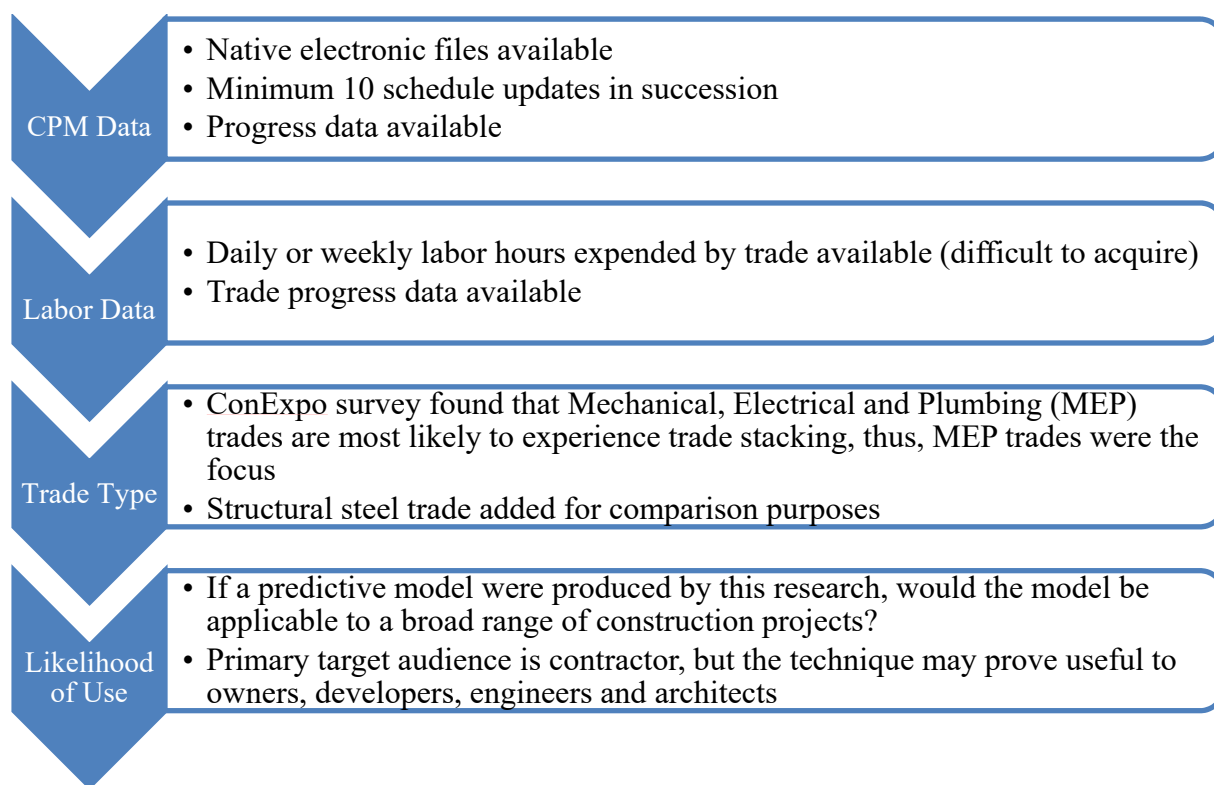 CPM Data
• Native electronic files available
• Minimum 10 schedule updates in succession
• Progress data available
Labor Data
• Daily or weekly labor hours expended by trade available (difficult to acquire)
• Trade progress data available
Trade Type
• ConExpo survey found that Mechanical, Electrical and Plumbing (MEP)
trades are most likely to experience trade stacking, thus, MEP trades were the
focus
• Structural steel trade added for comparison purposes
Likelihood
of Use
• If a predictive model were produced by this research, would the model be
applicable to a broad range of construction projects?
• Primary target audience is contractor, but the technique may prove useful to
owners, developers, engineers and architects